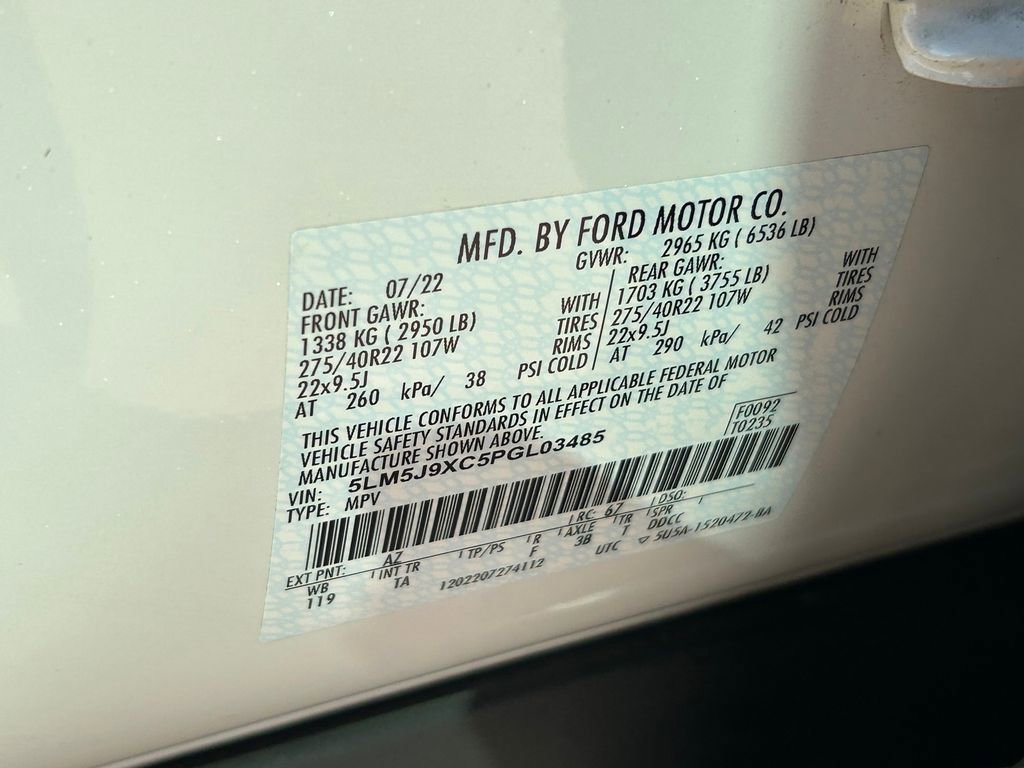 MFD. BY FORD MOTOR CO.
DATE: 07/22 GVWR: 2965 KG ( 6536 LB)
FRONT GAWR: REAR GAWR:
1338 KG ( 2950 LB) WITH 1703 KG ( 3755 LB) WITH
275/40R22 107W TIRES 275/40R22 107W TIRES
22x9.5J RIMS 22x9.5J RIMS
AT 260 kPa/ 38 PSI COLD AT 290 kPa/ 42 PSI COLD
THIS VEHICLE CONFORMS TO ALL APPLICABLE FEDERAL MOTOR
VEHICLE SAFETY STANDARDS IN EFFECT ON THE DATE OF
MANUFACTURE SHOWN ABOVE.
F0092
T0235
VIN: 5LM5J9XC5PGL03485
TYPE: MPV
EXT PNT: AZ RC: 67 DSO:
WB INT TR TP/PS R AXLE TR SPR
119 TA F 3B T DDCC
1202207274112 UTC ▽ 5U5A-1520472-BA